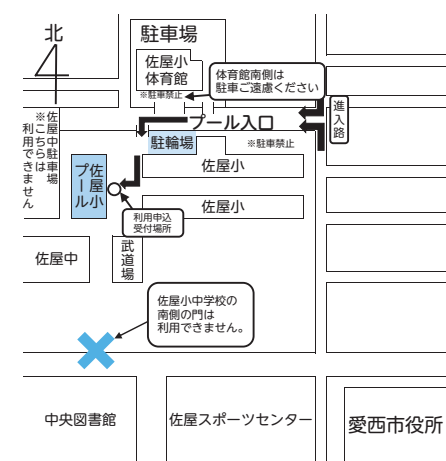 北
駐車場
佐屋小
体育館
※駐車禁止
体育館南側は
駐車ご遠慮ください
進入路
プール入口
駐輪場
※駐車禁止
佐屋中駐車場
※こちらは
利用できません
佐屋小
プール
佐屋小
佐屋小
利用申込
受付場所
佐屋中
武道場
佐屋小中学校の
南側の門は
利用できません。
中央図書館
佐屋スポーツセンター
愛西市役所